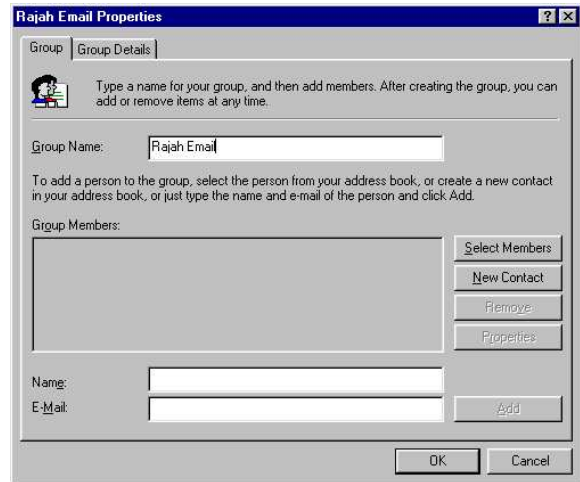 Rajah Email Properties
Group Group Details
Type a name for your group, and then add members. After creating the group, you can
add or remove items at any time.
Group Name: Rajah Email
To add a person to the group, select the person from your address book, or create a new contact
in your address book, or just type the name and e-mail of the person and click Add.
Group Members:
Select Members
New Contact
Remove
Properties
Name:
E-Mail: Add
OK Cancel